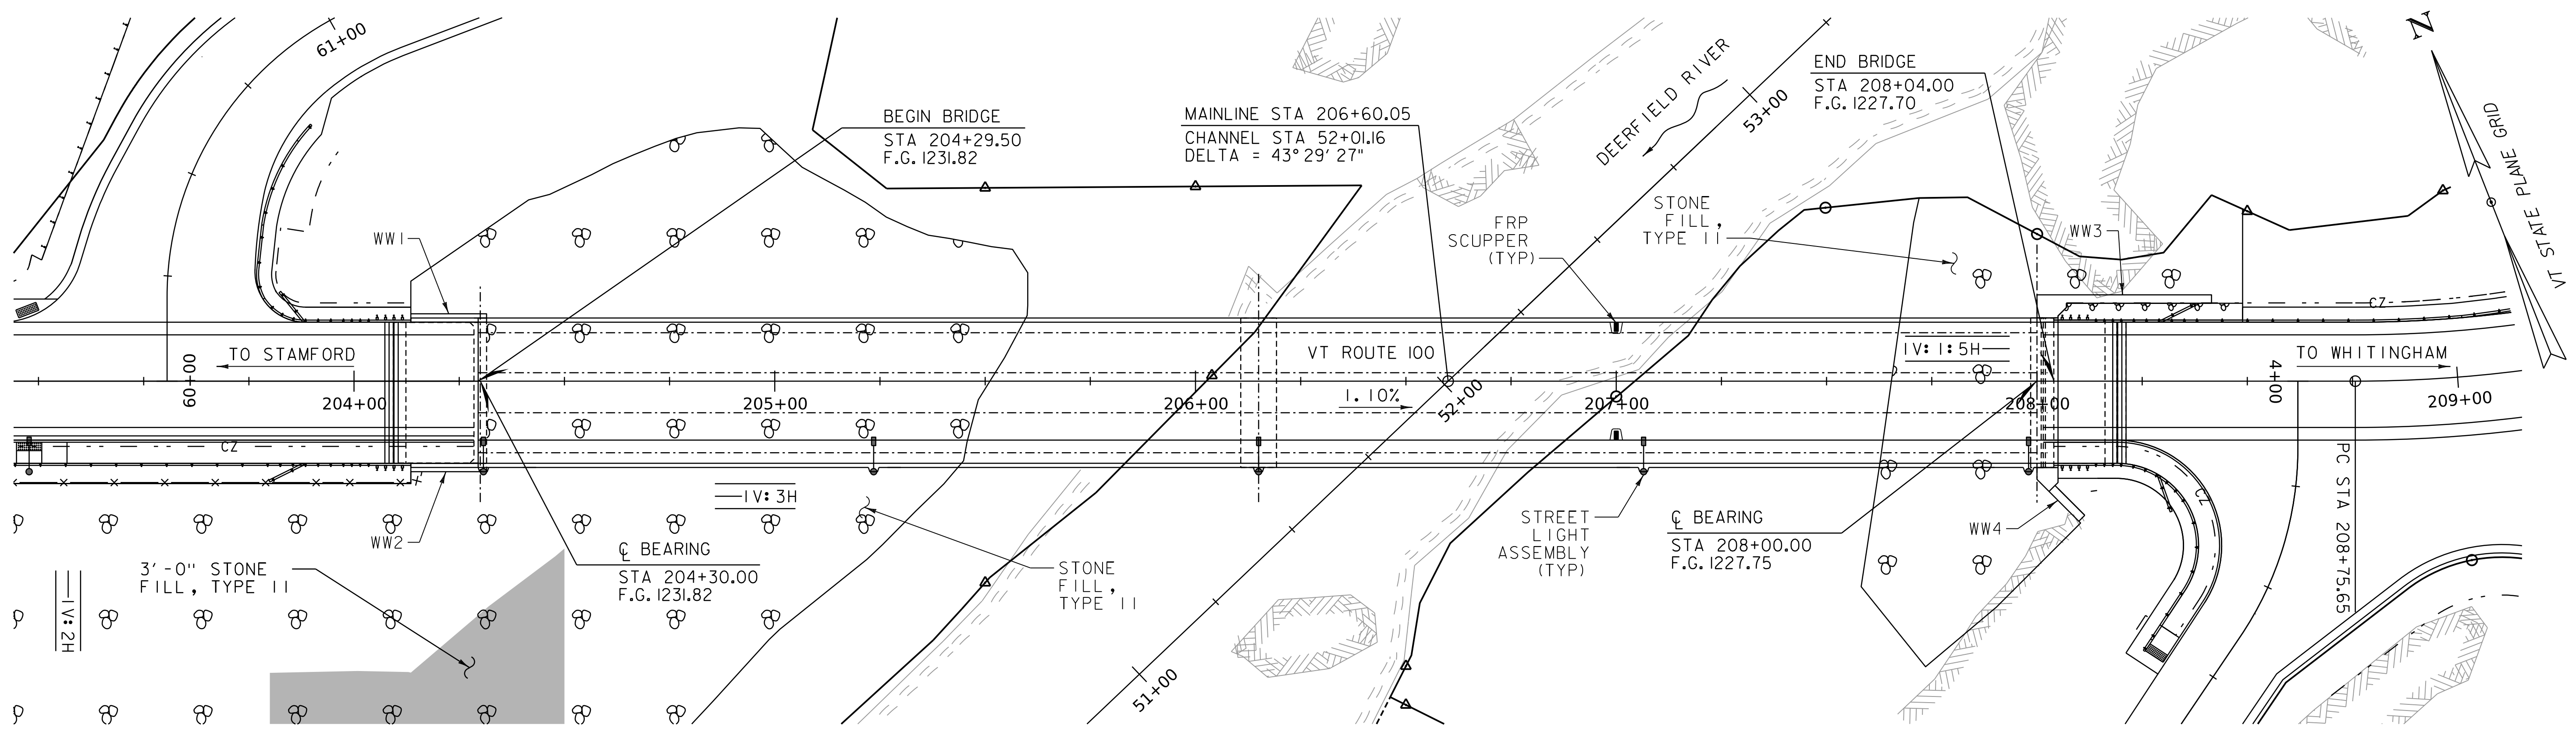 61+00
BEGIN BRIDGE
STA 204+29.50
F.G. 1231.82
MAINLINE STA 206+60.05
CHANNEL STA 52+01.16
DELTA = 43°29'27"
DEERFIELD RIVER
53+00
END BRIDGE
STA 208+04.00
F.G. 1227.70
N
VT STATE PLANE GRID
WW1
FRP
SCUPPER
(TYP)
STONE
FILL,
TYPE II
WW3
CZ
TO STAMFORD
60+00
204+00
205+00
206+00
VT ROUTE 100
1.10%
52+00
207+00
1V:1:5H
208+00
TO WHITINGHAM
4+00
209+00
CZ
WW2
1V:3H
STONE
FILL,
TYPE II
℄ BEARING
STA 204+30.00
F.G. 1231.82
3'-0" STONE
FILL, TYPE II
1V:2H
51+00
STREET
LIGHT
ASSEMBLY
(TYP)
℄ BEARING
STA 208+00.00
F.G. 1227.75
WW4
CZ
PC STA 208+75.65